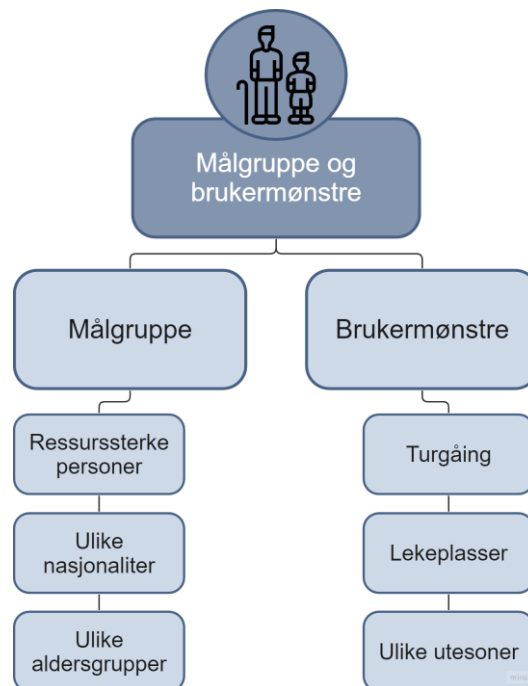 Målgruppe og
brukermønstre
Målgruppe
Brukermønstre
Ressurssterke
personer
Turgåing
Ulike
nasjonaliter
Lekeplasser
Ulike
aldersgrupper
Ulike utesoner